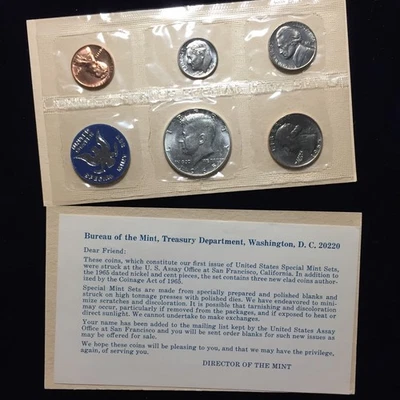 Bureau of the Mint, Treasury Department, Washington, D. C. 20220
Dear Friend:
These coins, which constitute our first issue of United States Special Mint Sets,
were struck at the U. S. Assay Office at San Francisco, California. In addition to
the 1965 dated nickel and cent pieces, the set contains three new clad coins author-
ized by the Coinage Act of 1965.
Special Mint Sets are made from specially prepared and polished blanks and
struck on high tonnage presses with polished dies. We have endeavored to mini-
mize scratches and discoloration. It is possible that tarnishing and discoloration
may occur, particularly if removed from the packages, and if exposed to heat or
direct sunlight. We cannot undertake to make exchanges.
Your name has been added to the mailing list kept by the United States Assay
Office at San Francisco and you will be sent order blanks for such new issues as
may be offered for sale.
We hope these coins will be pleasing to you, and that we may have the privilege,
again, of serving you.
DIRECTOR OF THE MINT